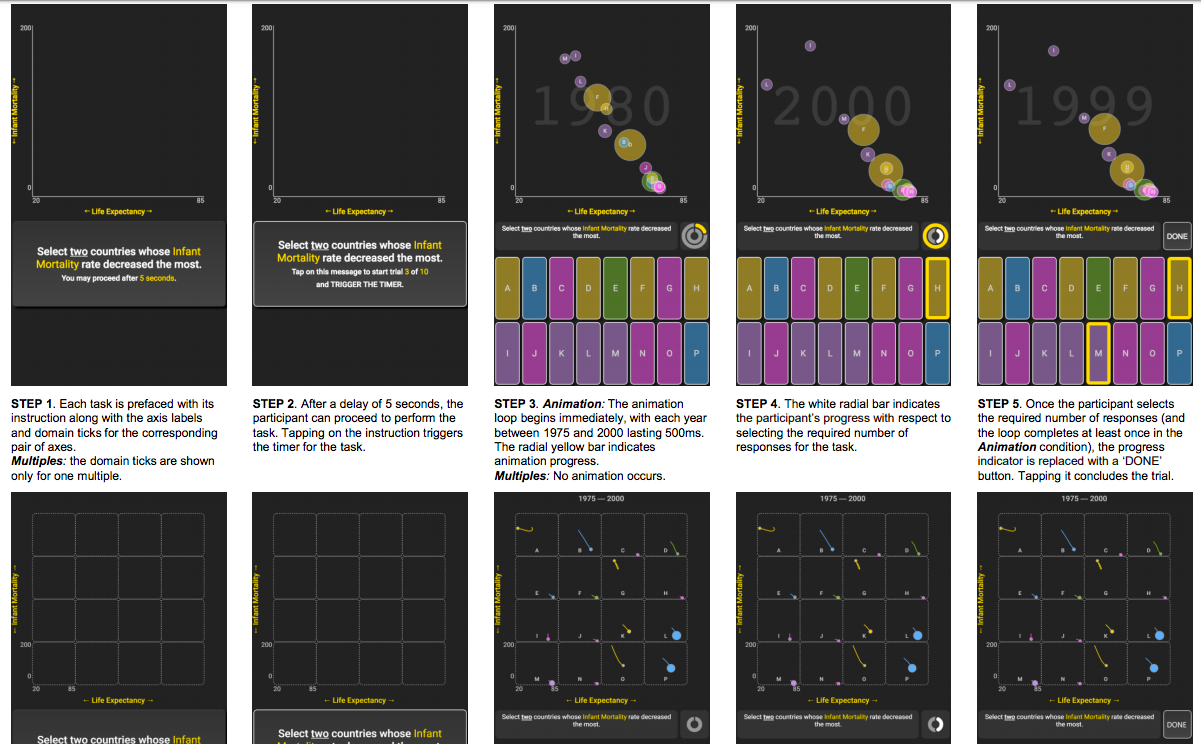 200
← Infant Mortality →
0
20
85
← Life Expectancy →
Select two countries whose Infant
Mortality rate decreased the most.
You may proceed after 5 seconds.
200
← Infant Mortality →
0
20
85
← Life Expectancy →
Select two countries whose Infant
Mortality rate decreased the most.
Tap on this message to start trial 3 of 10
and TRIGGER THE TIMER.
200
← Infant Mortality →
1980
M I
L
F
H
K
B D
J
0
20
85
← Life Expectancy →
Select two countries whose Infant Mortality rate decreased
the most.
A B C D E F G H
I J K L M N O P
200
← Infant Mortality →
2000
I
L
M
F
K
0
20
85
← Life Expectancy →
Select two countries whose Infant Mortality rate decreased
the most.
A B C D E F G H
I J K L M N O P
200
← Infant Mortality →
1999
I
L
M
F
K
0
20
85
← Life Expectancy →
Select two countries whose Infant Mortality rate decreased
the most.
DONE
A B C D E F G H
I J K L M N O P
STEP 1. Each task is prefaced with its
instruction along with the axis labels
and domain ticks for the corresponding
pair of axes.
Multiples: the domain ticks are shown
only for one multiple.
STEP 2. After a delay of 5 seconds, the
participant can proceed to perform the
task. Tapping on the instruction triggers
the timer for the task.
STEP 3. Animation: The animation
loop begins immediately, with each year
between 1975 and 2000 lasting 500ms.
The radial yellow bar indicates
animation progress.
Multiples: No animation occurs.
STEP 4. The white radial bar indicates
the participant's progress with respect to
selecting the required number of
responses for the task.
STEP 5. Once the participant selects
the required number of responses (and
the loop completes at least once in the
Animation condition), the progress
indicator is replaced with a 'DONE'
button. Tapping it concludes the trial.
← Infant Mortality →
200
0
20
85
← Life Expectancy →
Select two countries whose Infant
← Infant Mortality →
200
0
20
85
← Life Expectancy →
Select two countries whose Infant
1975 — 2000
← Infant Mortality →
A B C D
E F G H
I J K L
200
M N O P
0
20
85
← Life Expectancy →
Select two countries whose Infant Mortality rate decreased
the most.
1975 — 2000
← Infant Mortality →
A B C D
E F G H
I J K L
200
M N O P
0
20
85
← Life Expectancy →
Select two countries whose Infant Mortality rate decreased
the most.
1975 — 2000
← Infant Mortality →
A B C D
E F G H
I J K L
200
M N O P
0
20
85
← Life Expectancy →
Select two countries whose Infant Mortality rate decreased
the most.
DONE